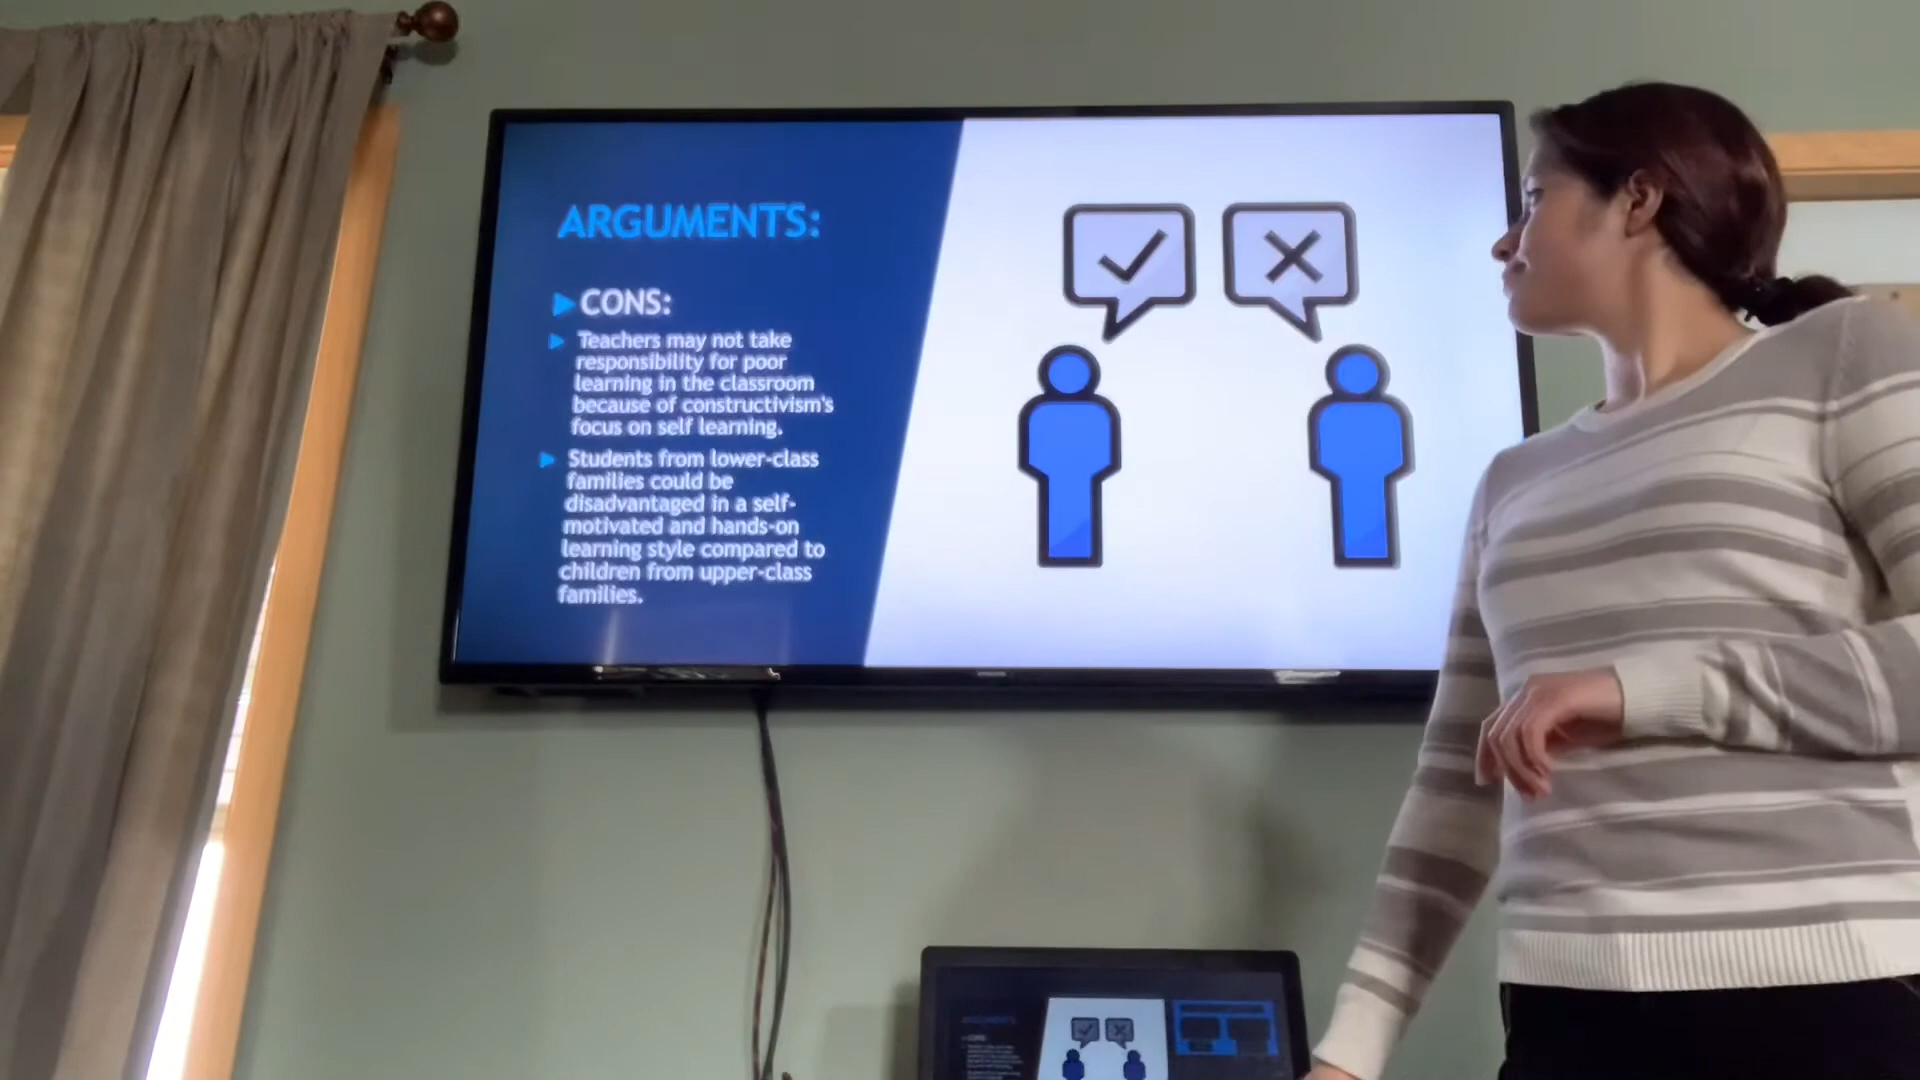 ARGUMENTS:
CONS:
Teachers may not take
responsibility for poor
learning in the classroom
because of constructivism's
focus on self learning.
Students from lower-class
families could be
disadvantaged in a self-
motivated and hands-on
learning style compared to
children from upper-class
families.